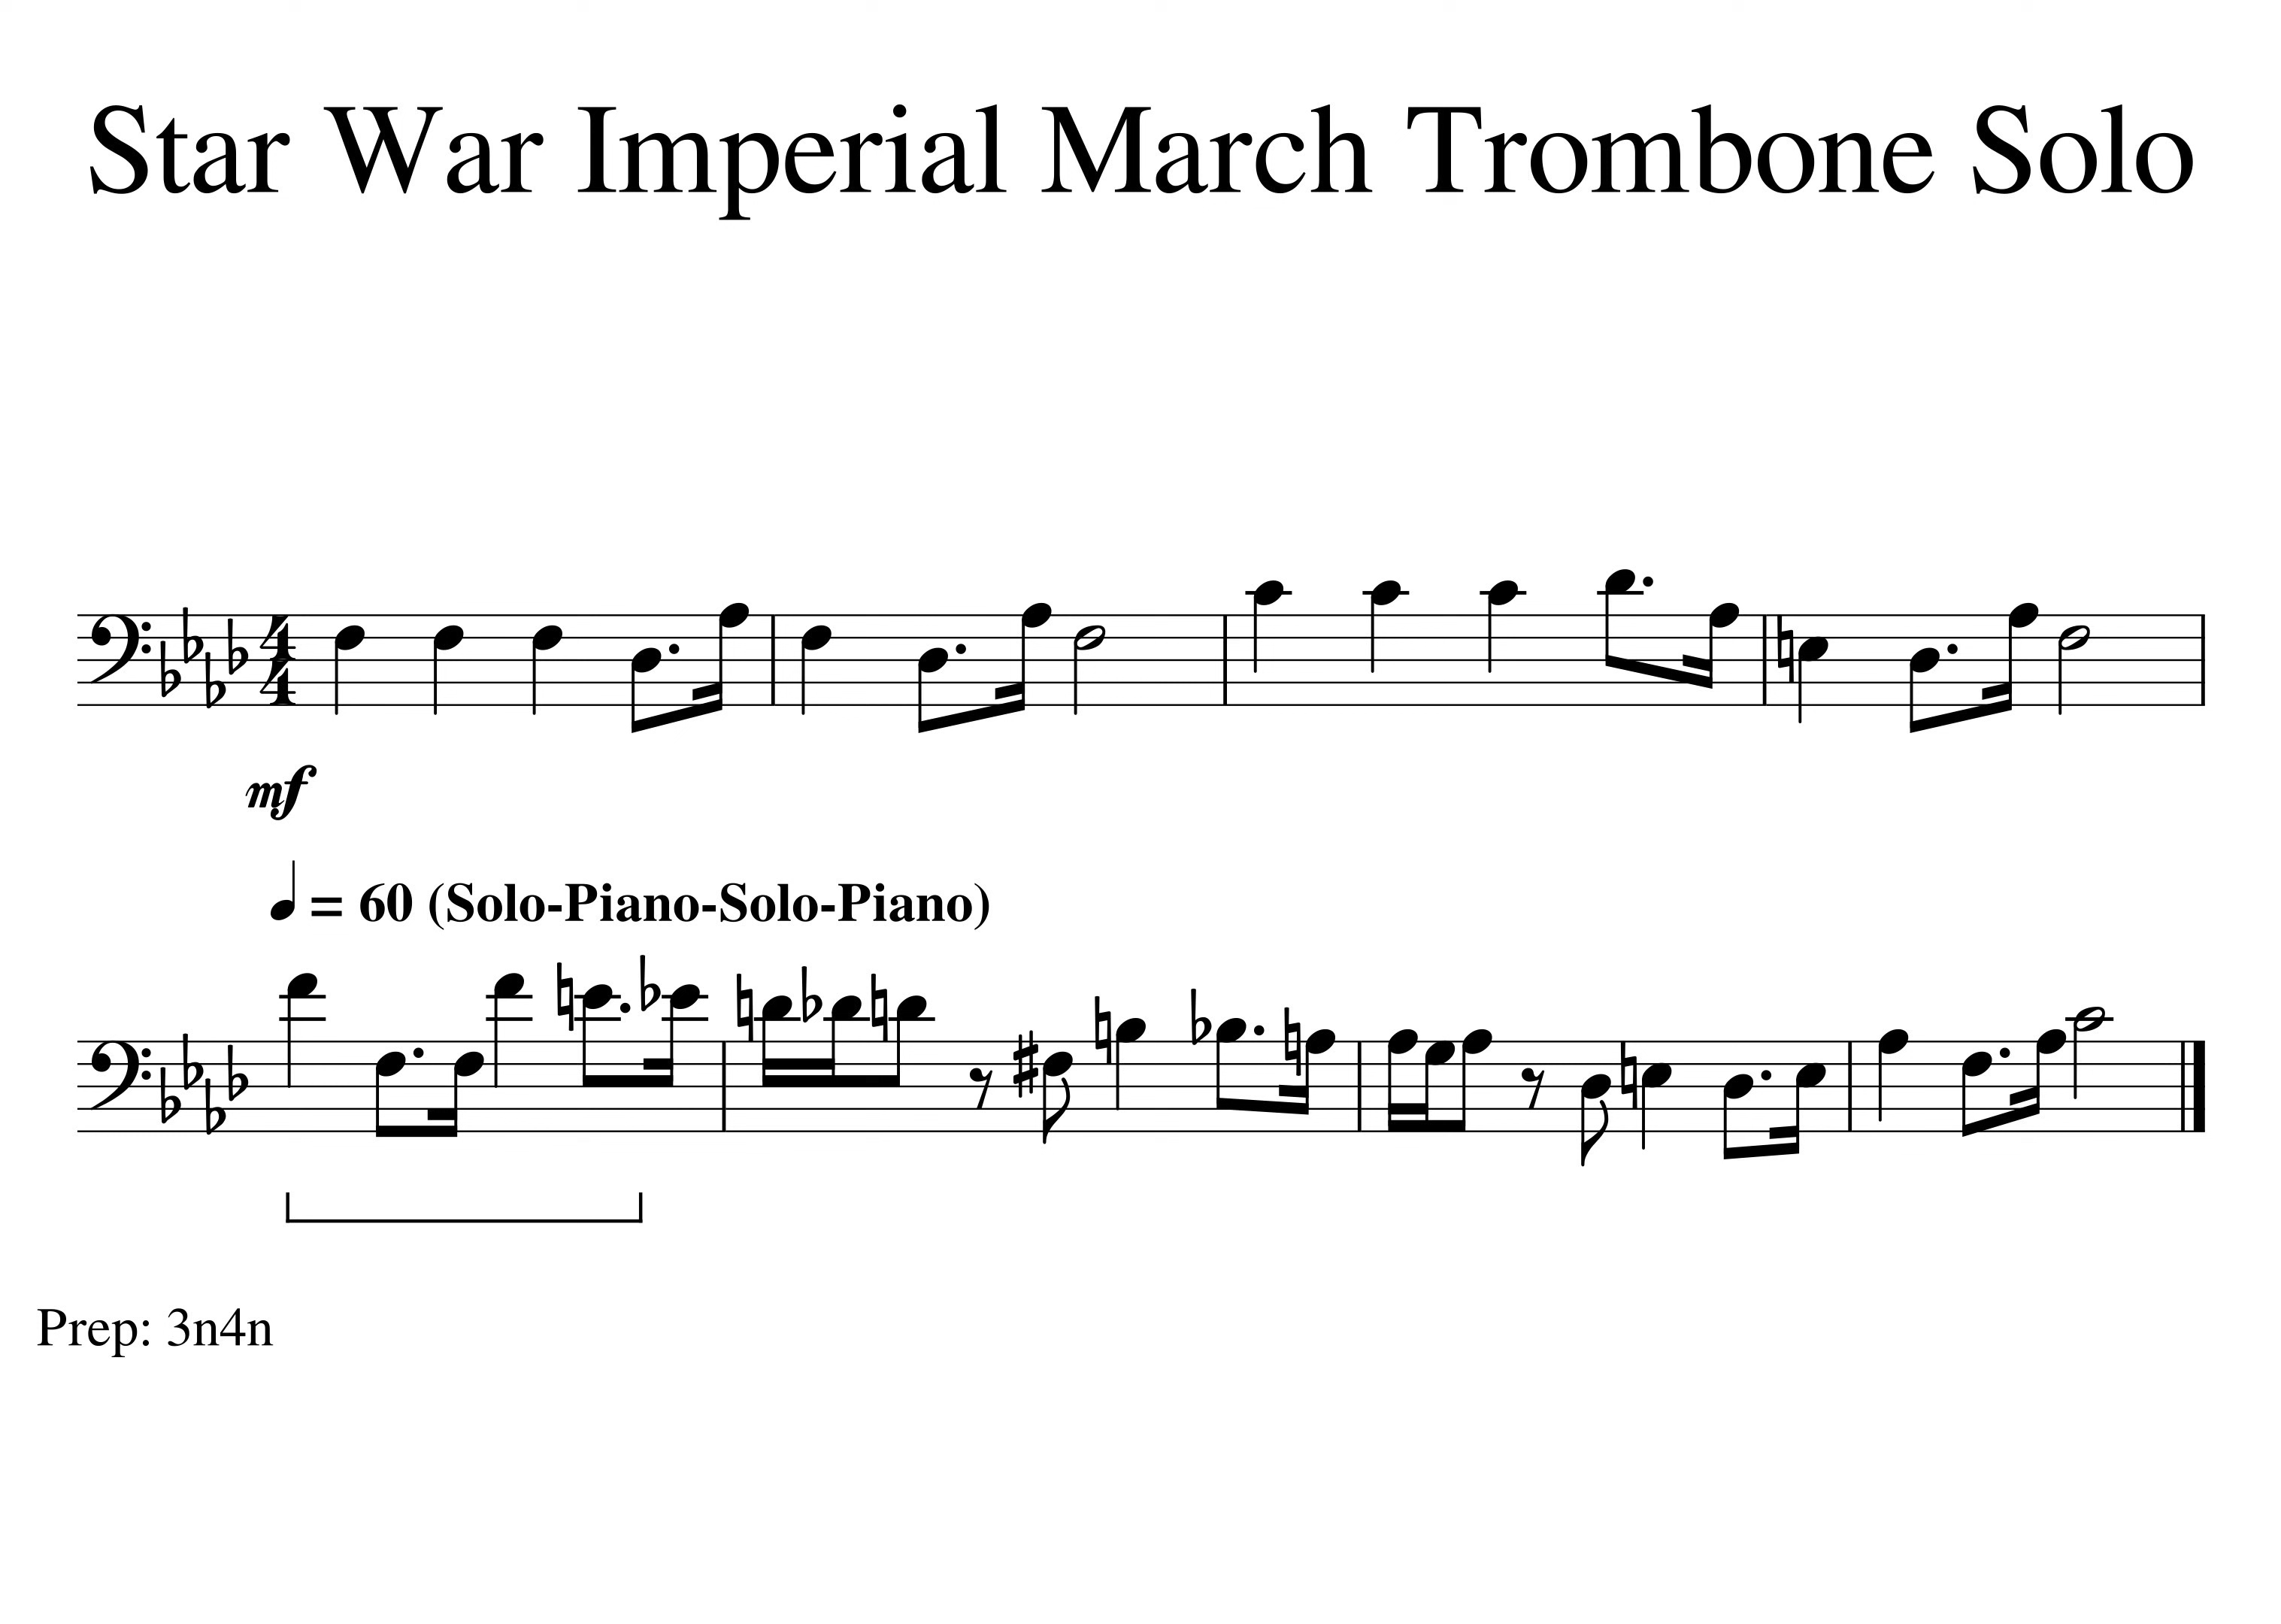 Star War Imperial March Trombone Solo
mf
= 60 (Solo-Piano-Solo-Piano)
Prep: 3n4n